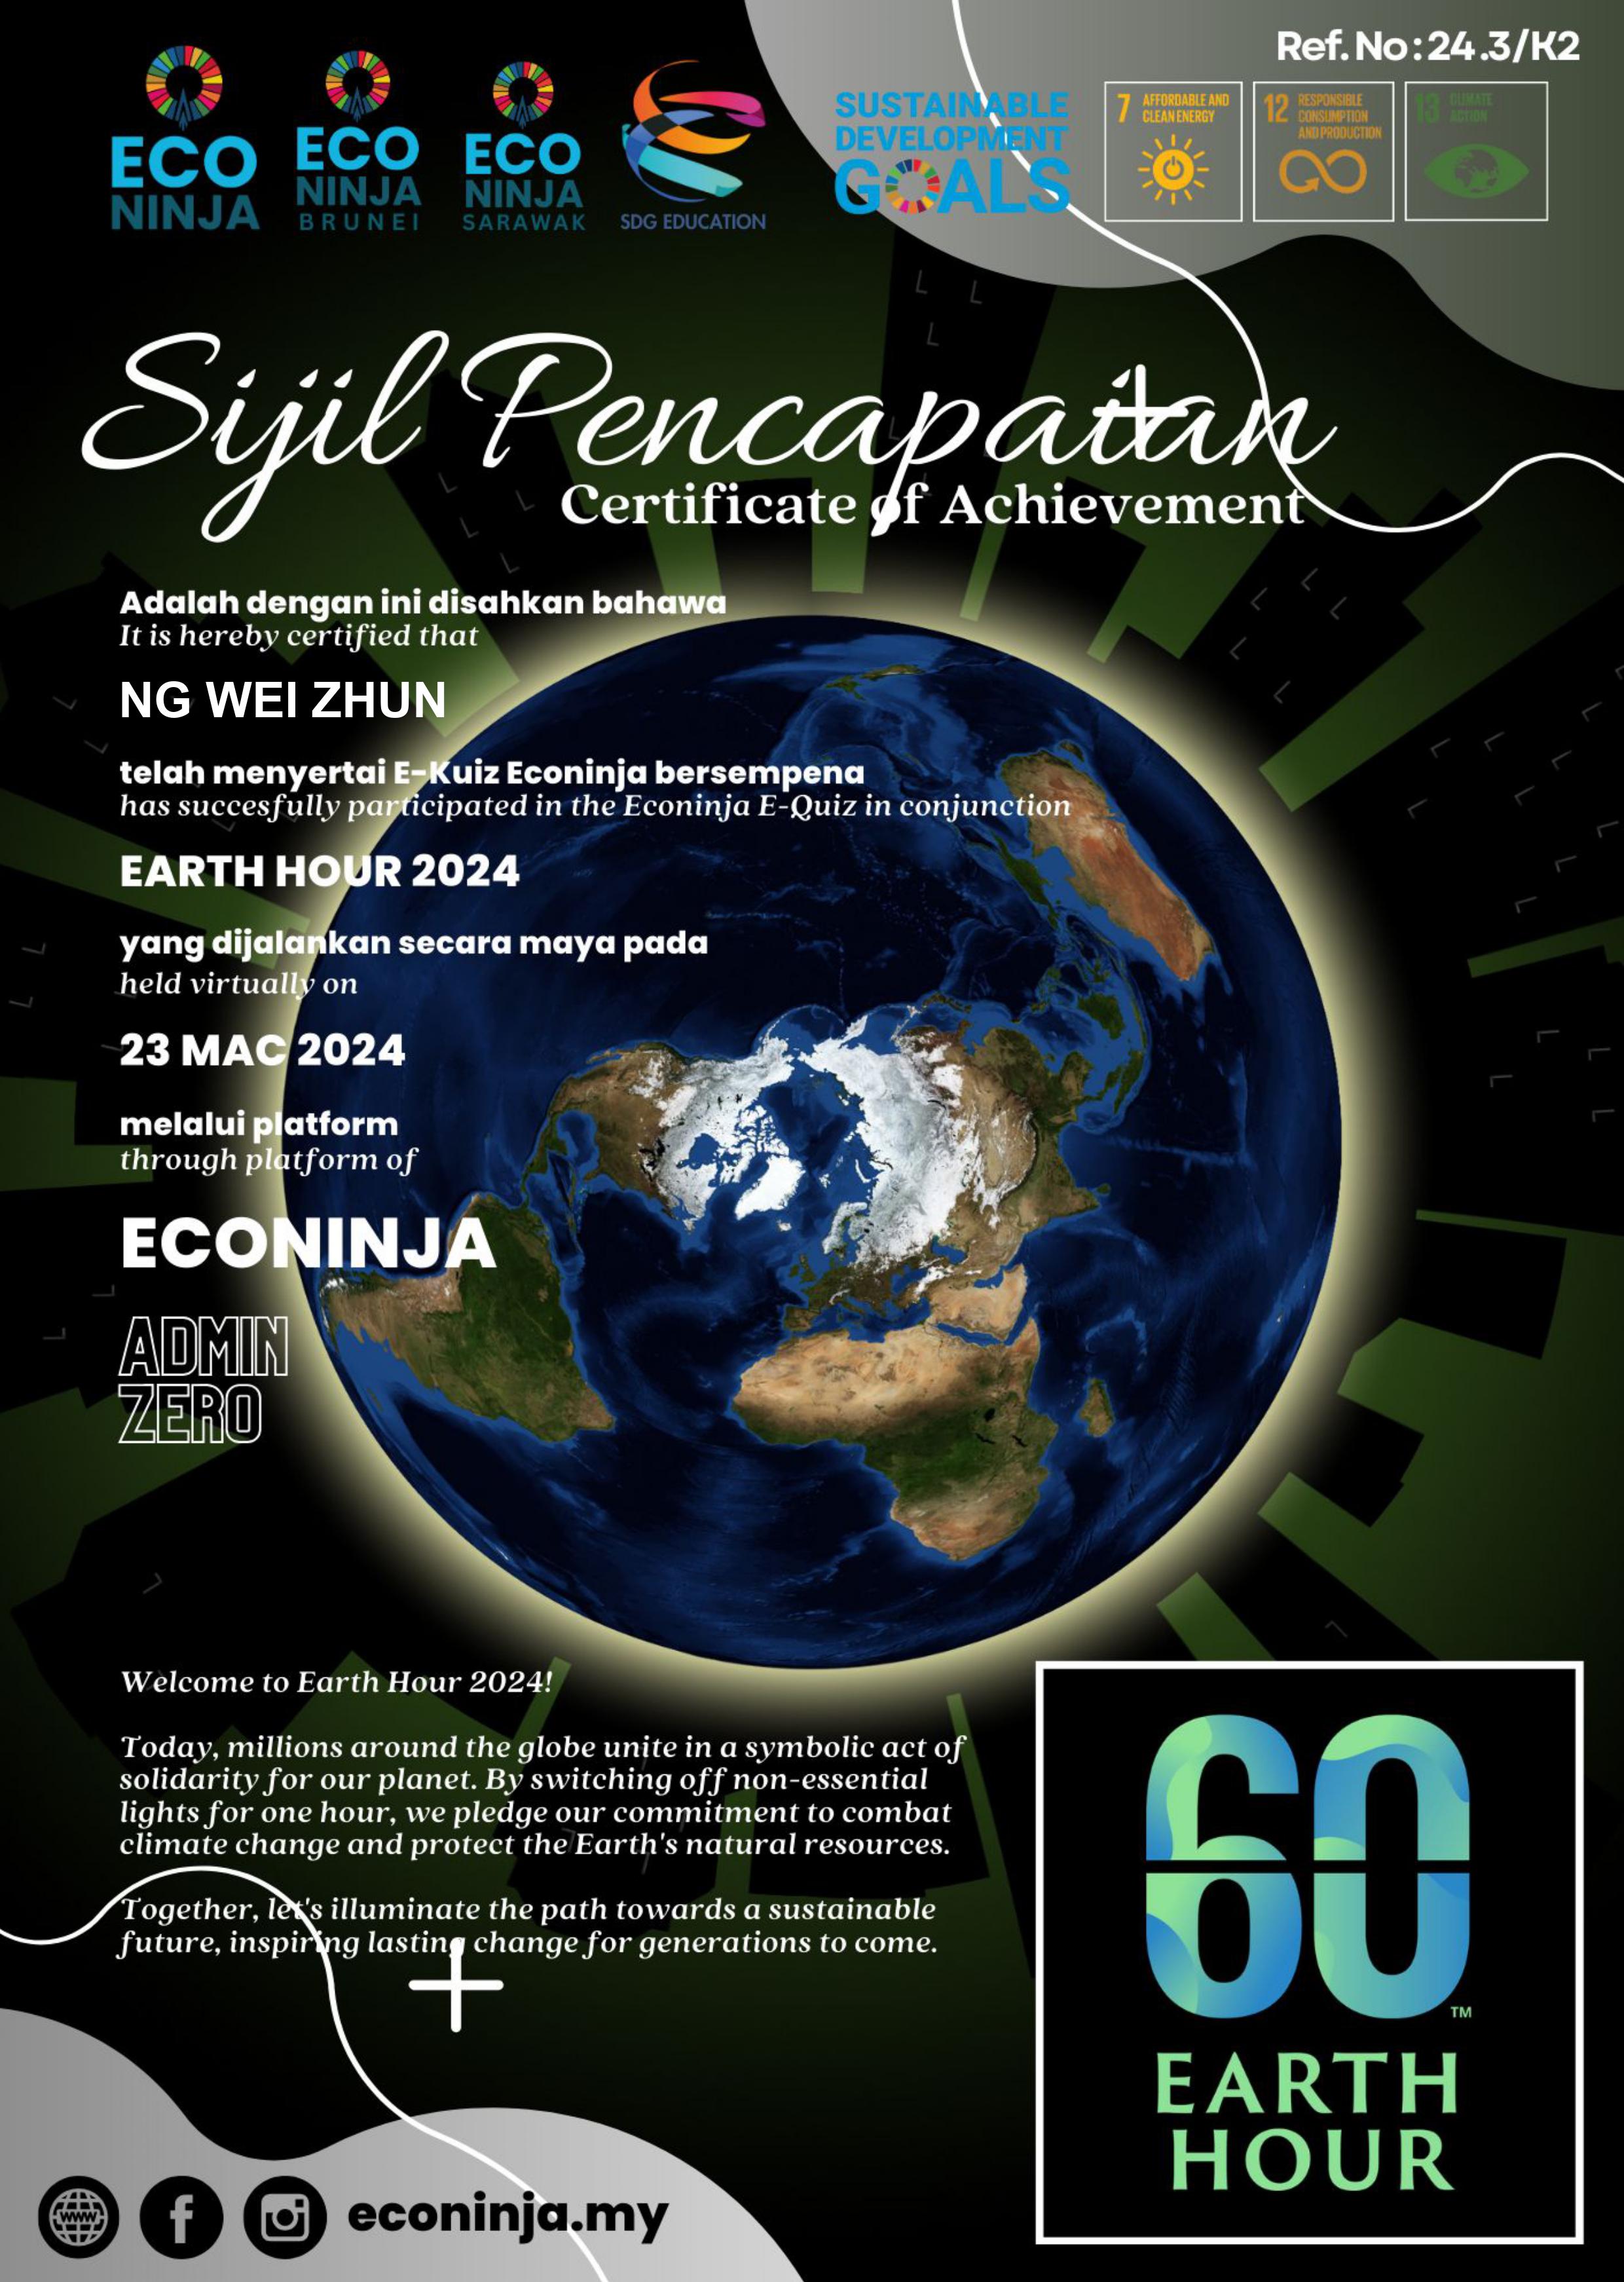 Ref. No : 24 .3/K2
ECO
NINJA
ECO
NINJA
BRUNEI
ECO
NINJA
SARAWAK
SDG EDUCATION
SUSTAINABLE
DEVELOPMENT
GOALS
7 AFFORDABLE AND
CLEAN ENERGY
12 RESPONSIBLE
CONSUMPTION
AND PRODUCTION
13 CLIMATE
ACTION
Sijil Pencapaian
Certificate of Achievement
Adalah dengan ini disahkan bahawa
It is hereby certified that
NG WEI ZHUN
telah menyertai E-Kuiz Econinja bersempena
has succesfully participated in the Econinja E-Quiz in conjunction
EARTH HOUR 2024
yang dijalankan secara maya pada
held virtually on
23 MAC 2024
melalui platform
through platform of
ECONINJA
ADMIN
ZERO
Welcome to Earth Hour 2024!
Today, millions around the globe unite in a symbolic act of
solidarity for our planet. By switching off non-essential
lights for one hour, we pledge our commitment to combat
climate change and protect the Earth's natural resources.
Together, let's illuminate the path towards a sustainable
future, inspiring lasting change for generations to come.
60
TM
EARTH
HOUR
www
econinja.my